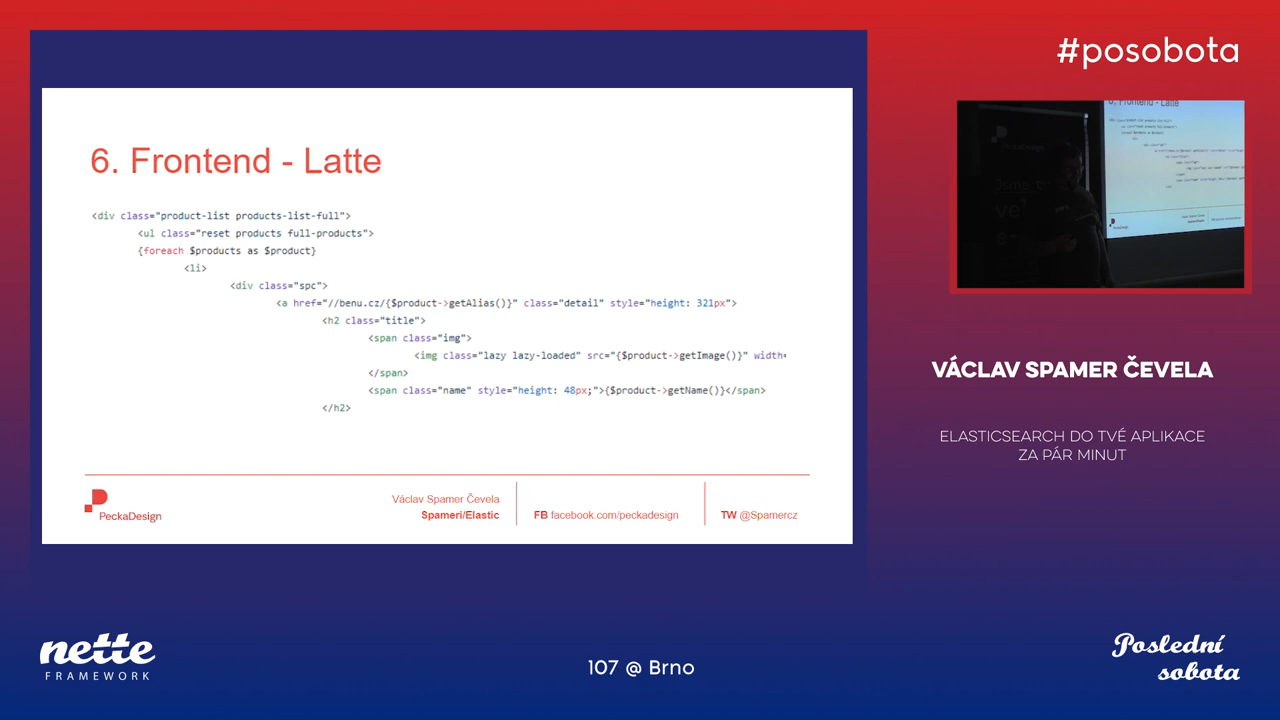 #posobota
6. Frontend - Latte
<div class="product-list products-list-full">
<ul class="reset products full-products">
{foreach $products as $product}
<li>
<div class="spc">
<a href="//benu.cz/{$product->getAlias()}" class="detail" style="height: 321px">
<h2 class="title">
<span class="img">
<img class="lazy lazy-loaded" src="{$product->getImage()}" width=
</span>
<span class="name" style="height: 48px;">{$product->getName()}</span>
</h2>
PeckaDesign
Václav Spamer Čevela
Spameri/Elastic
FB facebook.com/peckadesign
TW @Spamercz
6. Frontend - Latte
PeckaDesign
VÁCLAV SPAMER ČEVELA
ELASTICSEARCH DO TVÉ APLIKACE
ZA PÁR MINUT
nette
FRAMEWORK
107 @ Brno
Poslední
sobota